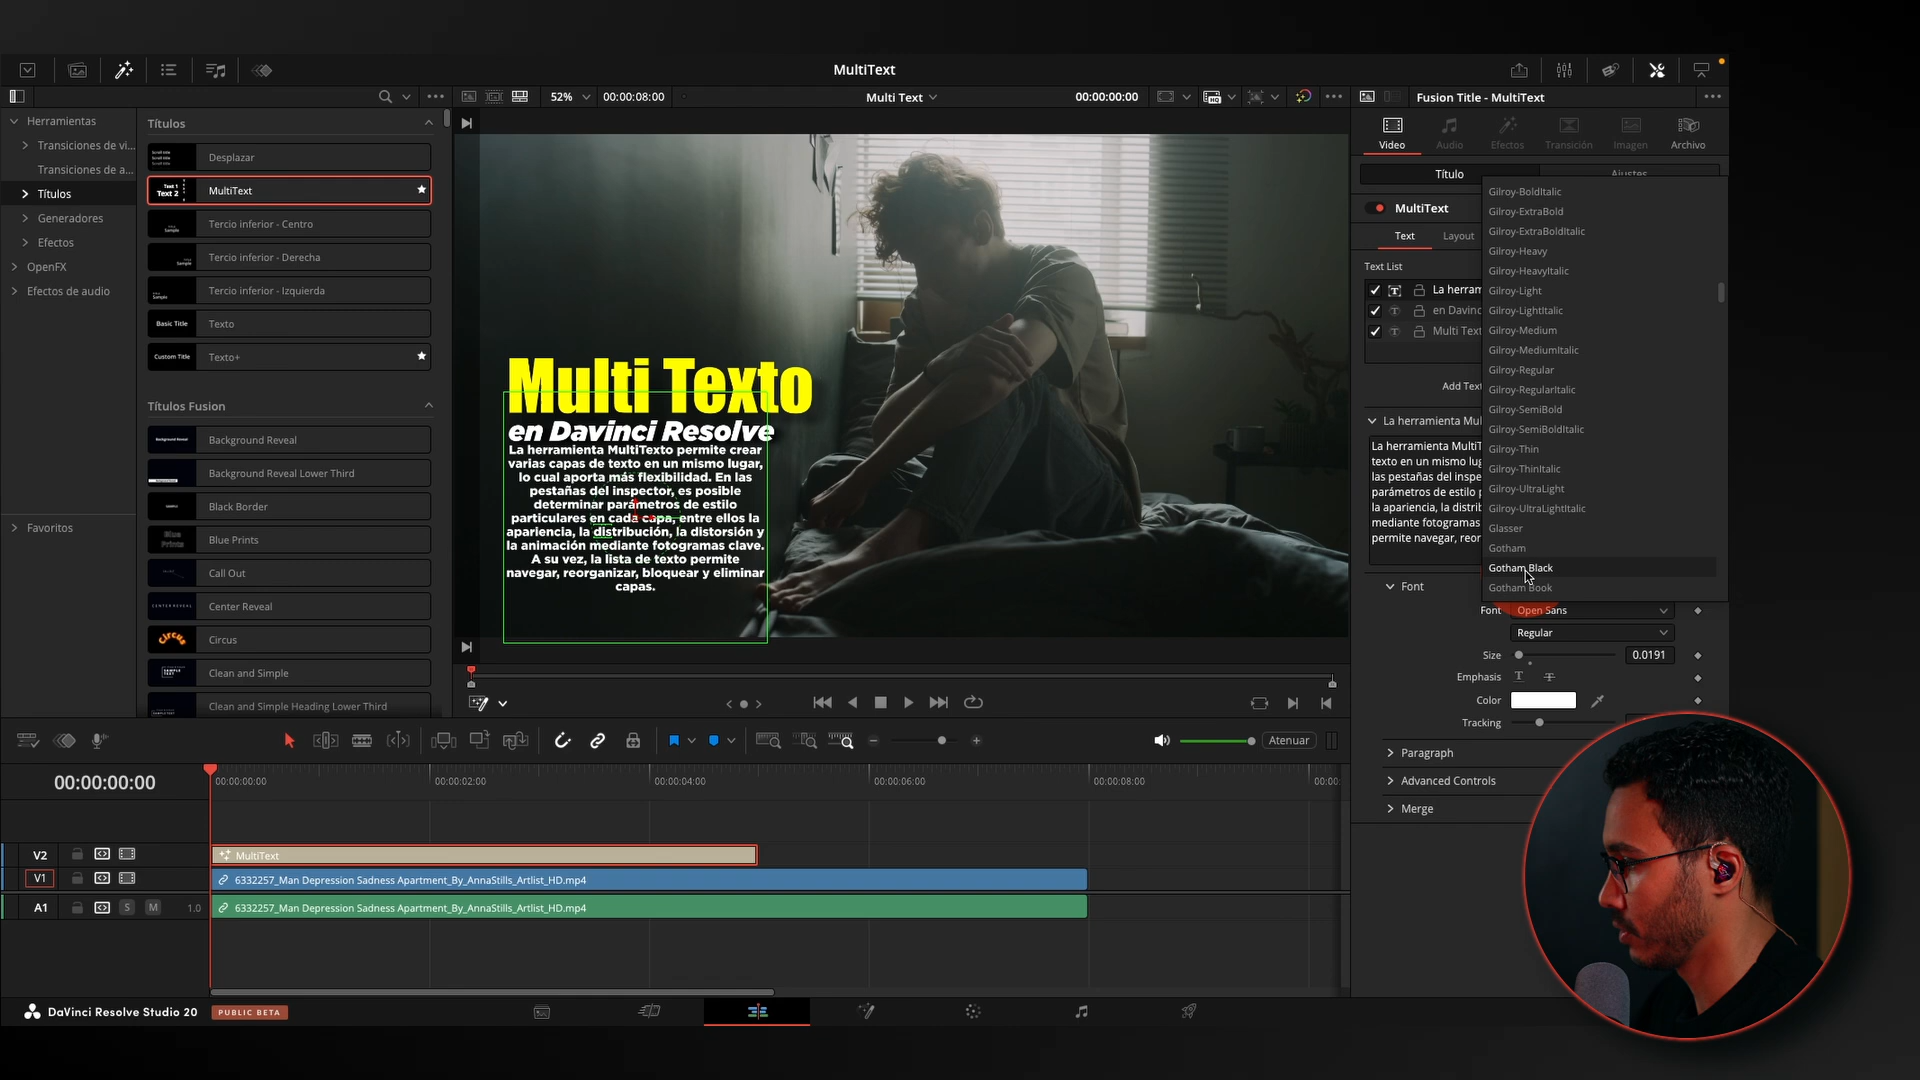 MultiText
52%
00:00:08:00
Multi Text
00:00:00:00
Fusion Title - MultiText
Herramientas
Transiciones de vi...
Transiciones de a...
Títulos
Generadores
Efectos
OpenFX
Efectos de audio
Favoritos
Títulos
Desplazar
Text 1
Text 2
MultiText
Tercio inferior - Centro
Tercio inferior - Derecha
Tercio inferior - Izquierda
Basic Title
Texto
Custom Title
Texto+
Títulos Fusion
Background Reveal
Background Reveal Lower Third
Black Border
Blue Prints
Call Out
Center Reveal
Circus
Clean and Simple
Clean and Simple Heading Lower Third
Multi Texto
en Davinci Resolve
La herramienta MultiTexto permite crear
varias capas de texto en un mismo lugar,
lo cual aporta más flexibilidad. En las
pestañas del inspector, es posible
determinar parámetros de estilo
particulares en cada capa, entre ellos la
apariencia, la distribución, la distorsión y
la animación mediante fotogramas clave.
A su vez, la lista de texto permite
navegar, reorganizar, bloquear y eliminar
capas.
Video
Audio
Efectos
Transición
Imagen
Archivo
Título
Ajustes
MultiText
Text
Layout
Text List
La herram
en Davinc
Multi Text
Add Text
La herramienta Mul
La herramienta MultiT
texto en un mismo lug
las pestañas del inspe
parámetros de estilo p
la apariencia, la distrib
mediante fotogramas
permite navegar, reor
Gilroy-BoldItalic
Gilroy-ExtraBold
Gilroy-ExtraBoldItalic
Gilroy-Heavy
Gilroy-HeavyItalic
Gilroy-Light
Gilroy-LightItalic
Gilroy-Medium
Gilroy-MediumItalic
Gilroy-Regular
Gilroy-RegularItalic
Gilroy-SemiBold
Gilroy-SemiBoldItalic
Gilroy-Thin
Gilroy-ThinItalic
Gilroy-UltraLight
Gilroy-UltraLightItalic
Glasser
Gotham
Gotham Black
Gotham Book
Font
Font
Open Sans
Regular
Size
0.0191
Emphasis
Color
Tracking
Paragraph
Advanced Controls
Merge
Atenuar
00:00:00:00
00:00:00:00
00:00:02:00
00:00:04:00
00:00:06:00
00:00:08:00
00:00:
V2
MultiText
V1
6332257_Man Depression Sadness Apartment_By_AnnaStills_Artlist_HD.mp4
A1
S
M
1.0
6332257_Man Depression Sadness Apartment_By_AnnaStills_Artlist_HD.mp4
DaVinci Resolve Studio 20
PUBLIC BETA